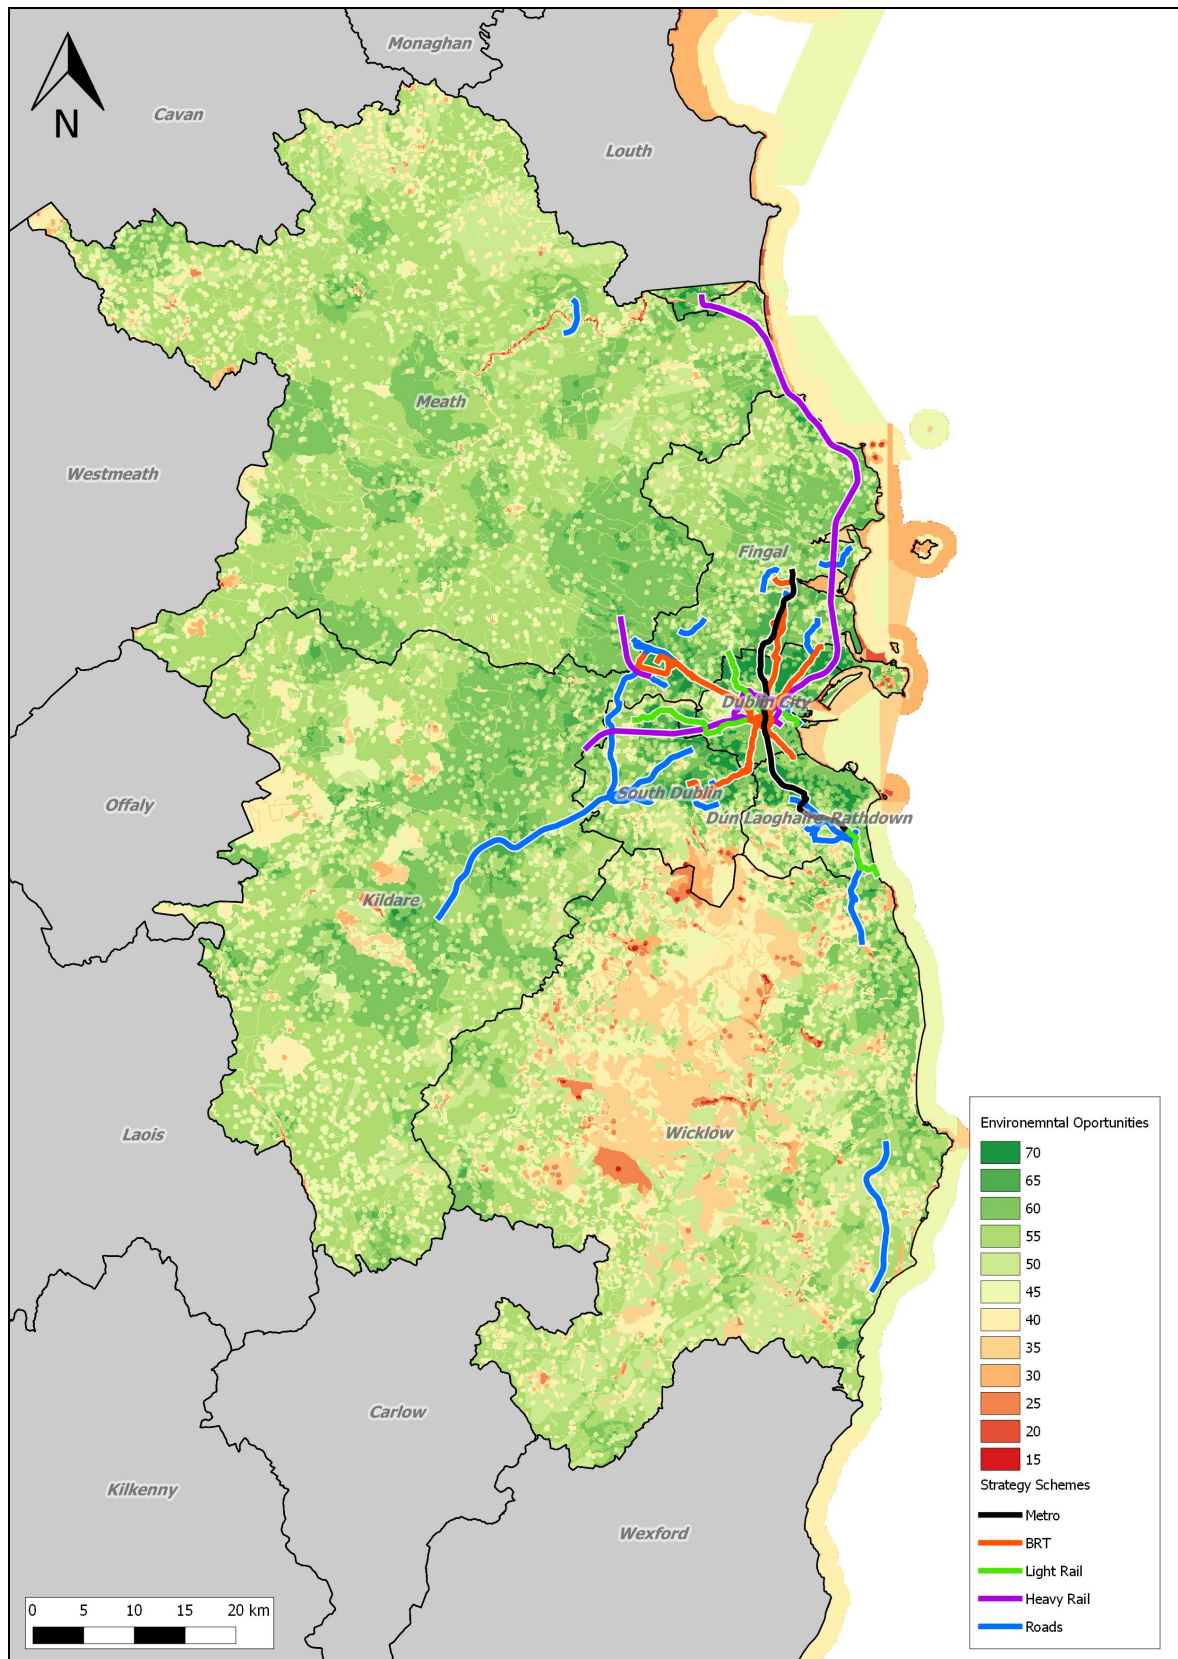 Monaghan
Cavan
N
Louth
Meath
Westmeath
Fingal
Dublin City
Offaly
South Dublin
Dun Laoghaire-Rathdown
Kildare
Laois
Wicklow
Carlow
Kilkenny
Wexford
Environemntal Oportunities
70
65
60
55
50
45
40
35
30
25
20
15
Strategy Schemes
Metro
BRT
Light Rail
Heavy Rail
Roads
0 5 10 15 20 km